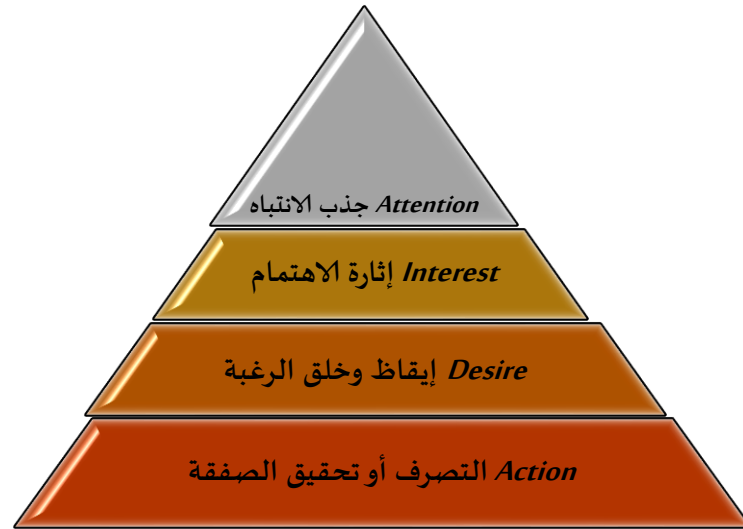 Attention جذب الانتباه
Interest إثارة الاهتمام
Desire إيقاظ وخلق الرغبة
Action التصرف أو تحقيق الصفقة